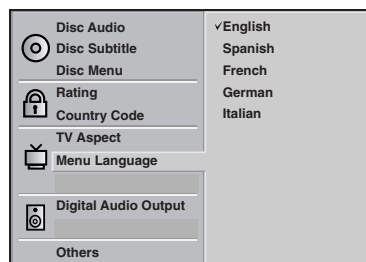 Disc Audio
Disc Subtitle
Disc Menu
Rating
Country Code
TV Aspect
Menu Language
Digital Audio Output
Others
✓English
Spanish
French
German
Italian